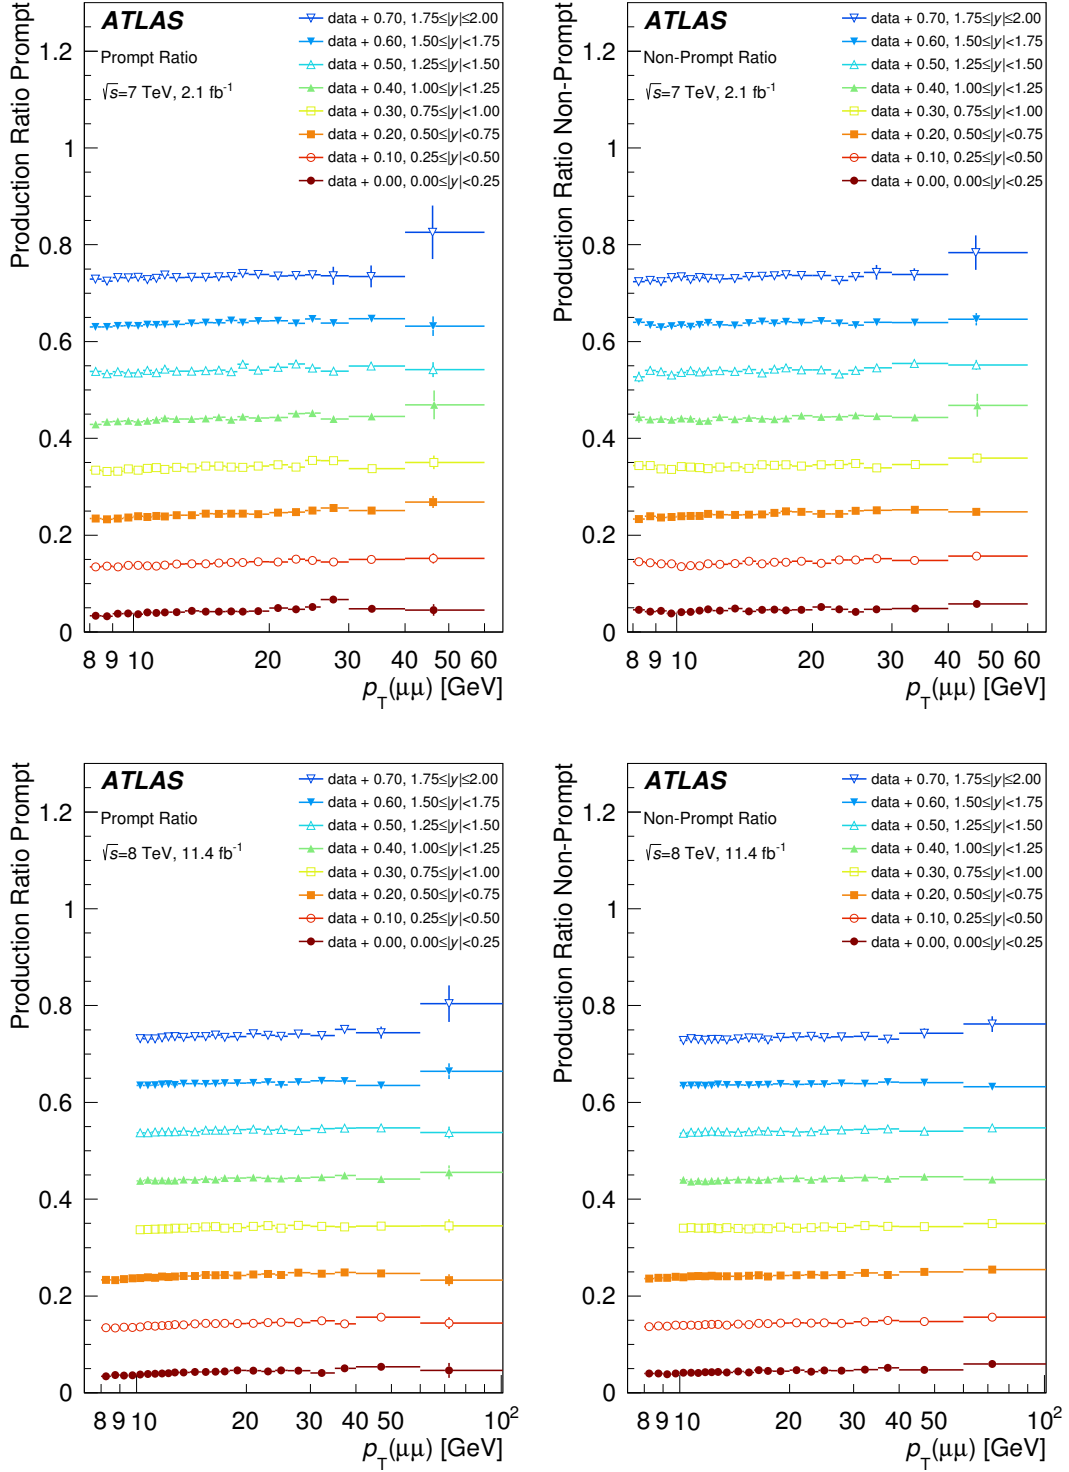 ATLAS
Prompt Ratio
√s=7 TeV, 2.1 fb⁻¹
data + 0.70, 1.75≤|y|≤2.00
data + 0.60, 1.50≤|y|<1.75
data + 0.50, 1.25≤|y|<1.50
data + 0.40, 1.00≤|y|<1.25
data + 0.30, 0.75≤|y|<1.00
data + 0.20, 0.50≤|y|<0.75
data + 0.10, 0.25≤|y|<0.50
data + 0.00, 0.00≤|y|<0.25
Production Ratio Prompt
1.2
1
0.8
0.6
0.4
0.2
0
8 9 10 20 30 40 50 60
p_T(μμ) [GeV]
ATLAS
Non-Prompt Ratio
√s=7 TeV, 2.1 fb⁻¹
data + 0.70, 1.75≤|y|≤2.00
data + 0.60, 1.50≤|y|<1.75
data + 0.50, 1.25≤|y|<1.50
data + 0.40, 1.00≤|y|<1.25
data + 0.30, 0.75≤|y|<1.00
data + 0.20, 0.50≤|y|<0.75
data + 0.10, 0.25≤|y|<0.50
data + 0.00, 0.00≤|y|<0.25
Production Ratio Non-Prompt
1.2
1
0.8
0.6
0.4
0.2
0
8 9 10 20 30 40 50 60
p_T(μμ) [GeV]
ATLAS
Prompt Ratio
√s=8 TeV, 11.4 fb⁻¹
data + 0.70, 1.75≤|y|≤2.00
data + 0.60, 1.50≤|y|<1.75
data + 0.50, 1.25≤|y|<1.50
data + 0.40, 1.00≤|y|<1.25
data + 0.30, 0.75≤|y|<1.00
data + 0.20, 0.50≤|y|<0.75
data + 0.10, 0.25≤|y|<0.50
data + 0.00, 0.00≤|y|<0.25
Production Ratio Prompt
1.2
1
0.8
0.6
0.4
0.2
0
8 9 10 20 30 40 50 10²
p_T(μμ) [GeV]
ATLAS
Non-Prompt Ratio
√s=8 TeV, 11.4 fb⁻¹
data + 0.70, 1.75≤|y|≤2.00
data + 0.60, 1.50≤|y|<1.75
data + 0.50, 1.25≤|y|<1.50
data + 0.40, 1.00≤|y|<1.25
data + 0.30, 0.75≤|y|<1.00
data + 0.20, 0.50≤|y|<0.75
data + 0.10, 0.25≤|y|<0.50
data + 0.00, 0.00≤|y|<0.25
Production Ratio Non-Prompt
1.2
1
0.8
0.6
0.4
0.2
0
8 9 10 20 30 40 50 10²
p_T(μμ) [GeV]